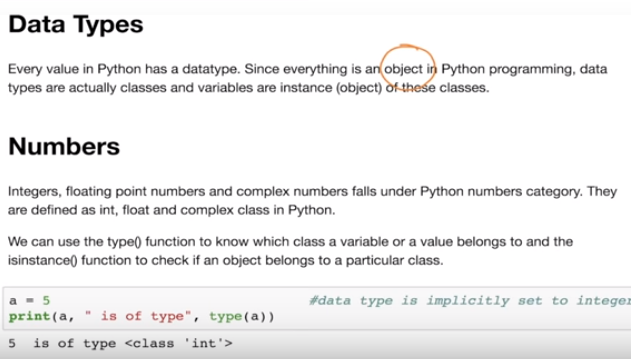 Data Types
Every value in Python has a datatype. Since everything is an object in Python programming, data
types are actually classes and variables are instance (object) of these classes.
Numbers
Integers, floating point numbers and complex numbers falls under Python numbers category. They
are defined as int, float and complex class in Python.
We can use the type() function to know which class a variable or a value belongs to and the
isinstance() function to check if an object belongs to a particular class.
a = 5 #data type is implicitly set to integer
print(a, " is of type", type(a))
5  is of type <class 'int'>